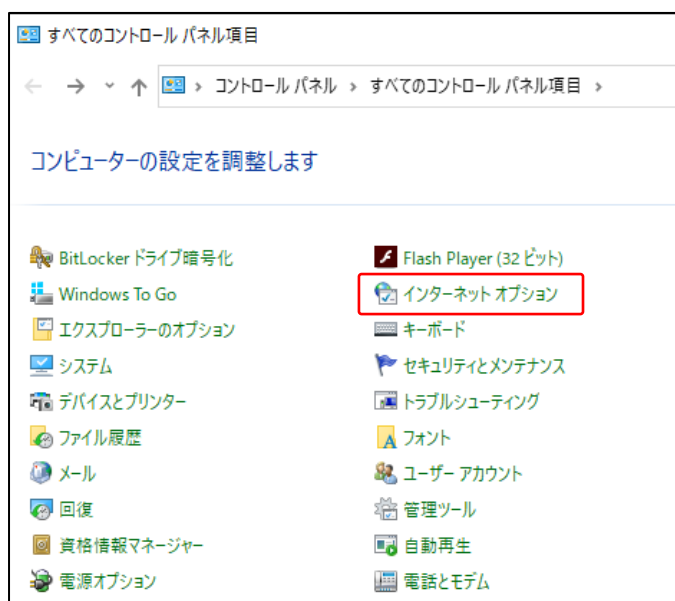 すべてのコントロール パネル項目
コントロール パネル › すべてのコントロール パネル項目 ›
コンピューターの設定を調整します
BitLocker ドライブ暗号化
Flash Player (32 ビット)
Windows To Go
インターネット オプション
エクスプローラーのオプション
キーボード
システム
セキュリティとメンテナンス
デバイスとプリンター
トラブルシューティング
ファイル履歴
フォント
メール
ユーザー アカウント
回復
管理ツール
資格情報マネージャー
自動再生
電源オプション
電話とモデム